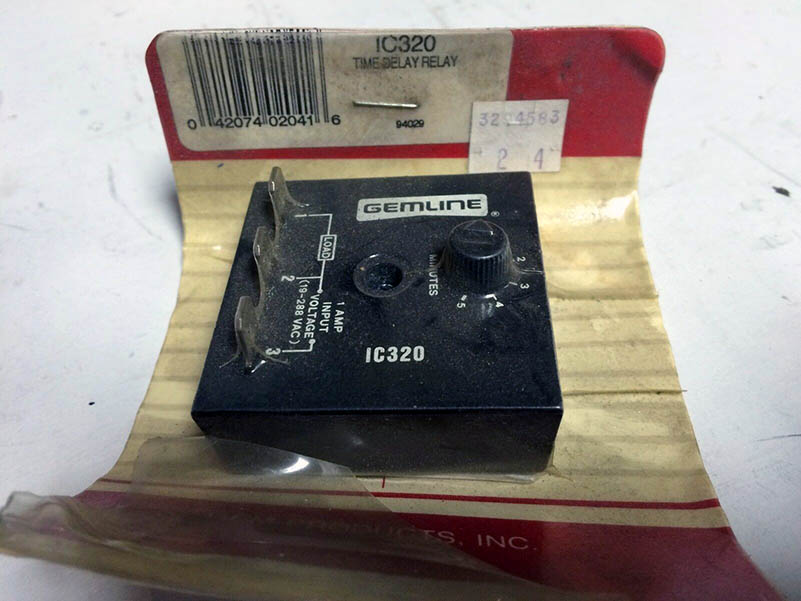 IC320
TIME DELAY RELAY
0 42074 02041 6
94029
2 4
GEMLINE ®
1
LOAD
2
3
1 AMP
INPUT
VOLTAGE
(19-288 VAC)
MINUTES
2
3
4
5
IC320
PRODUCTS, INC.